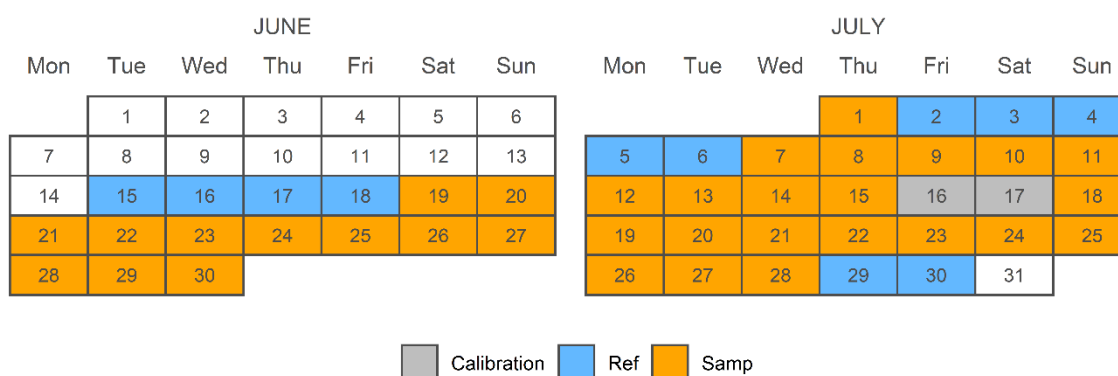 JUNE
Mon Tue Wed Thu Fri Sat Sun
1 2 3 4 5 6
7 8 9 10 11 12 13
14 15 16 17 18 19 20
21 22 23 24 25 26 27
28 29 30
JULY
Mon Tue Wed Thu Fri Sat Sun
1 2 3 4
5 6 7 8 9 10 11
12 13 14 15 16 17 18
19 20 21 22 23 24 25
26 27 28 29 30 31
Calibration Ref Samp